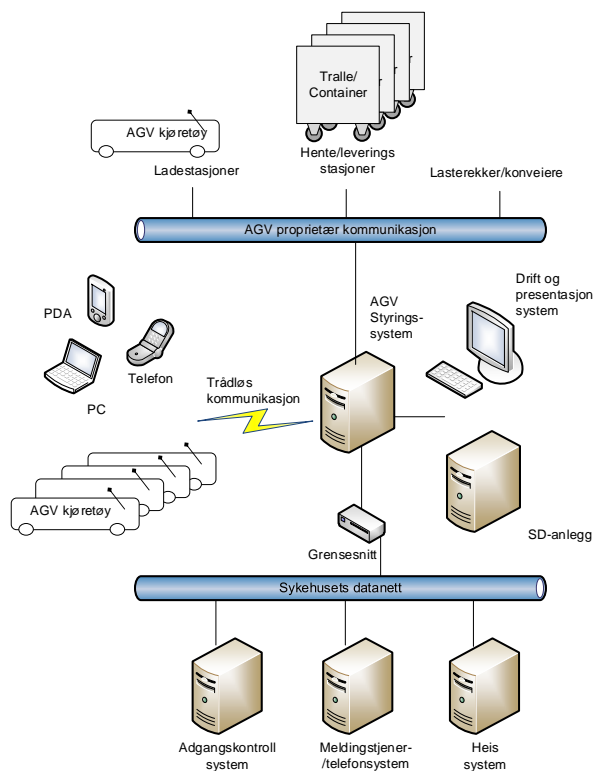 Tralle/
Container
AGV kjøretøy
Ladestasjoner
Hente/leverings
stasjoner
Lasterekker/konveiere
AGV proprietær kommunikasjon
PDA
Telefon
PC
AGV
Styrings-
system
Drift og
presentasjon
system
Trådløs
kommunikasjon
AGV kjøretøy
SD-anlegg
Grensesnitt
Sykehusets datanett
Adgangskontroll
system
Meldingstjener-
/telefonsystem
Heis
system